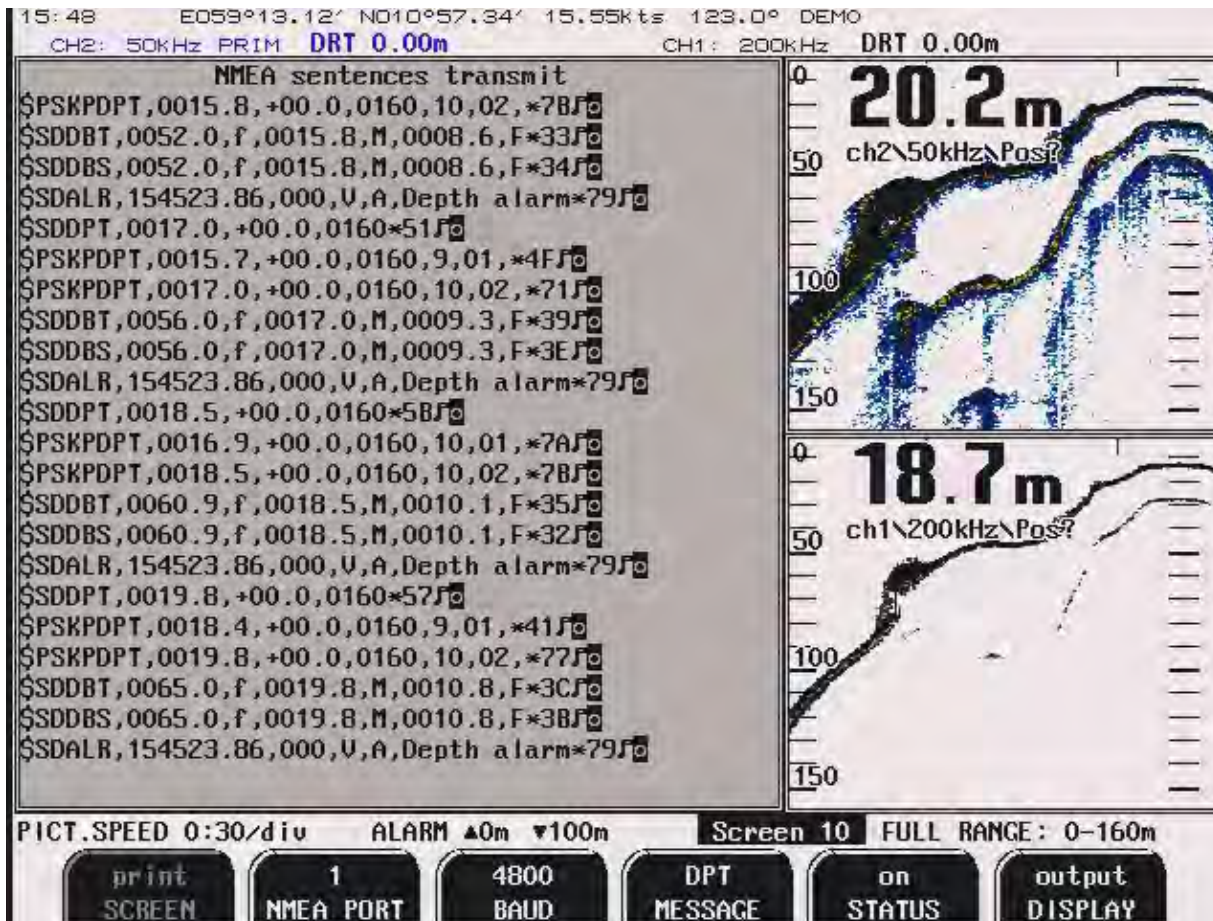 15:48 E059°13.12' N010°57.34' 15.55kts 123.0° DEMO
CH2: 50kHz PRIM DRT 0.00m CH1: 200kHz DRT 0.00m
NMEA sentences transmit
$PSKPDPT,0015.8,+00.0,0160,10,02,*7B
$SDDBT,0052.0,f,0015.8,M,0008.6,F*33
$SDDBS,0052.0,f,0015.8,M,0008.6,F*34
$SDALR,154523.86,000,V,A,Depth alarm*79
$SDDPT,0017.0,+00.0,0160*51
$PSKPDPT,0015.7,+00.0,0160,9,01,*4F
$PSKPDPT,0017.0,+00.0,0160,10,02,*71
$SDDBT,0056.0,f,0017.0,M,0009.3,F*39
$SDDBS,0056.0,f,0017.0,M,0009.3,F*3E
$SDALR,154523.86,000,V,A,Depth alarm*79
$SDDPT,0018.5,+00.0,0160*5B
$PSKPDPT,0016.9,+00.0,0160,10,01,*7A
$PSKPDPT,0018.5,+00.0,0160,10,02,*7B
$SDDBT,0060.9,f,0018.5,M,0010.1,F*35
$SDDBS,0060.9,f,0018.5,M,0010.1,F*32
$SDALR,154523.86,000,V,A,Depth alarm*79
$SDDPT,0019.8,+00.0,0160*57
$PSKPDPT,0018.4,+00.0,0160,9,01,*41
$PSKPDPT,0019.8,+00.0,0160,10,02,*77
$SDDBT,0065.0,f,0019.8,M,0010.8,F*3C
$SDDBS,0065.0,f,0019.8,M,0010.8,F*3B
$SDALR,154523.86,000,V,A,Depth alarm*79
0
20.2m
50
ch2\50kHz\Pos?
100
150
0
18.7m
50
ch1\200kHz\Pos?
100
150
PICT.SPEED 0:30/div ALARM ▲0m ▼100m Screen 10 FULL RANGE: 0-160m
print SCREEN
1 NMEA PORT
4800 BAUD
DPT MESSAGE
on STATUS
output DISPLAY